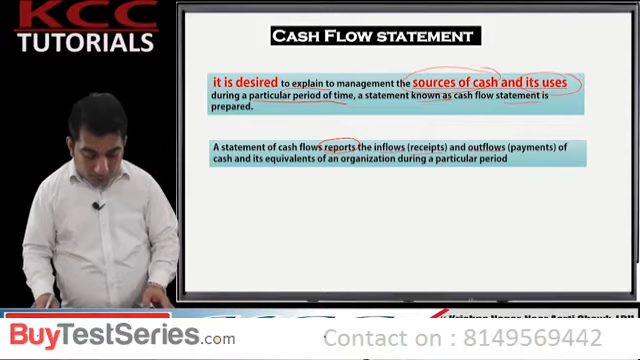 KCC
TUTORIALS
CASH FLOW STATEMENT
it is desired to explain to management the sources of cash and its uses
during a particular period of time, a statement known as cash flow statement is
prepared.
A statement of cash flows reports the inflows (receipts) and outflows (payments) of
cash and its equivalents of an organization during a particular period
BuyTestSeries.com
Contact on : 8149569442